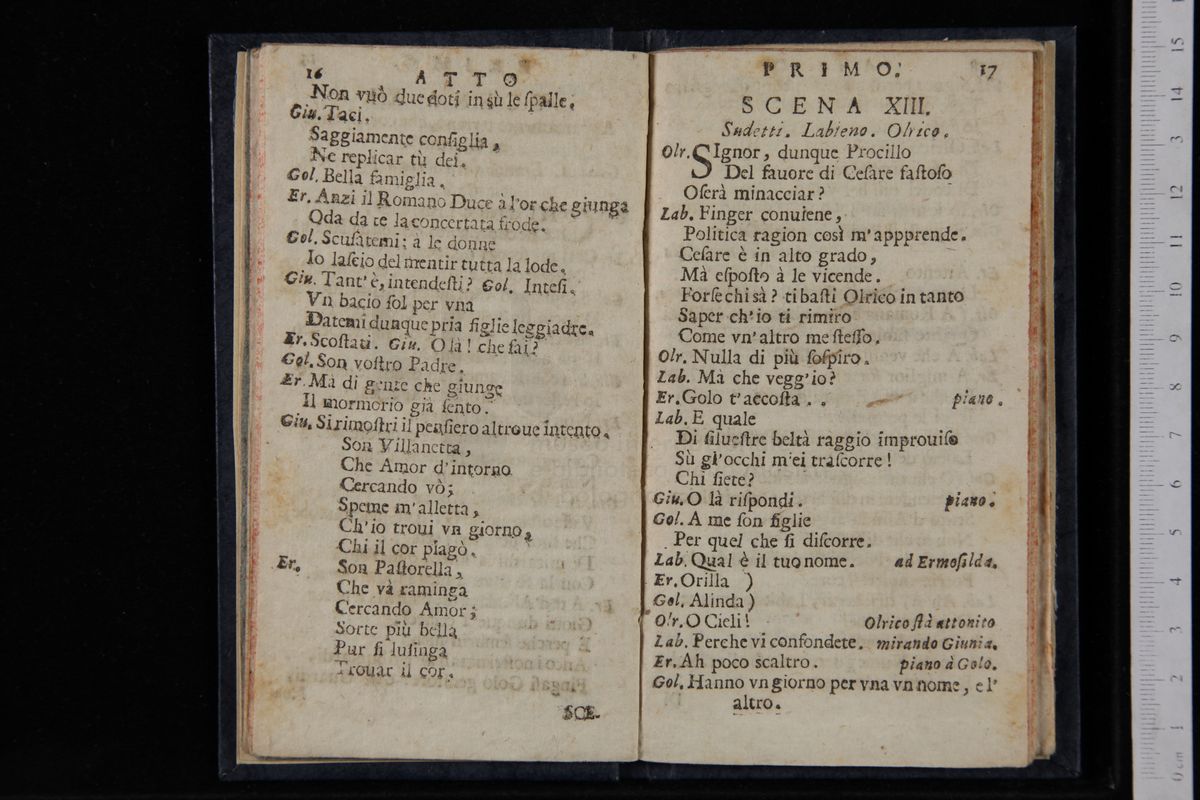 16 ATTO
Non vuò due doti in sù le ſpalle.
Giu. Taci.
Saggiamente conſiglia,
Ne replicar tù dei.
Gol. Bella famiglia.
Er. Anzi il Romano Duce à l'or che giunga
Oda da te la concertata frode.
Gol. Scuſatemi; à le donne
Io laſcio del mentir tutta la lode.
Giu. Tant'è, intendeſti? Gol. Inteſi.
Vn bacio ſol per vna
Datemi dunque pria figlie leggiadre.
Er. Scoſtati. Giu. O là! che fai?
Gol. Son voſtro Padre.
Er. Mà di gente che giunge
Il mormorio già ſento.
Giu. Si rimoſtri il penſiero altroue intento.
Son Villanetta,
Che Amor d'intorno
Cercando vò;
Speme m'alletta,
Ch'io troui vn giorno,
Chi il cor piagò.
Er. Son Paſtorella,
Che và raminga
Cercando Amor;
Sorte più bella
Pur ſi luſinga
Trouar il cor.
SCE-
PRIMO. 17
SCENA XIII.
Sudetti. Labieno. Olrico.
Olr. SIgnor, dunque Procillo
Del fauore di Ceſare faſtoſo
Oſerà minacciar?
Lab. Finger conuiene,
Politica ragion così m'appprende.
Ceſare è in alto grado,
Mà eſpoſto à le vicende.
Forſe chi sà? ti baſti Olrico in tanto
Saper ch'io ti rimiro
Come vn'altro me ſteſſo.
Olr. Nulla di più ſoſpiro.
Lab. Mà che vegg'io?
Er. Golo t'accoſta . . piano.
Lab. E quale
Di ſilueſtre beltà raggio improuiſo
Sù gl'occhi m'ei traſcorre!
Chi ſiete?
Giu. O là riſpondi. piano.
Gol. A me ſon figlie
Per quel che ſi diſcorre.
Lab. Qual è il tuo nome. ad Ermoſilda.
Er. Orilla )
Gol. Alinda )
Olr. O Cieli! Olrico ſtà attonito
Lab. Perche vi confondete. mirando Giunia.
Er. Ah poco scaltro. piano à Golo.
Gol. Hanno vn giorno per vna vn nome, e l'
altro.